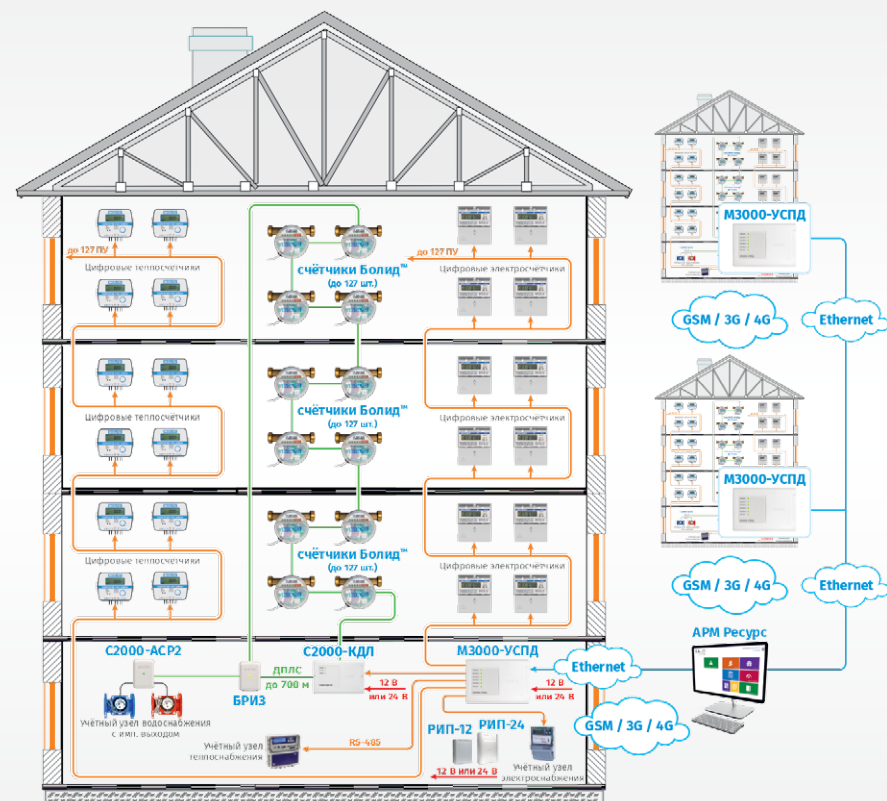 М3000-УСПД
GSM / 3G / 4G
Ethernet
до 127 ПУ
Цифровые теплосчётчики
счётчики Болид™
(до 127 шт.)
до 127 ПУ
Цифровые электросчётчики
Цифровые теплосчётчики
счётчики Болид™
(до 127 шт.)
Цифровые электросчётчики
М3000-УСПД
GSM / 3G / 4G
Ethernet
Цифровые теплосчётчики
счётчики Болид™
(до 127 шт.)
Цифровые электросчётчики
С2000-АСР2
БРИЗ
ДПЛС
до 700 м
С2000-КДЛ
12 В
или 24 В
М3000-УСПД
12 В
или 24 В
Ethernet
АРМ Ресурс
GSM / 3G / 4G
Учётный узел водоснабжения
с имп. выходом
Учётный узел
теплоснабжения
RS-485
РИП-12
РИП-24
12 В или 24 В
Учётный узел
электроснабжения